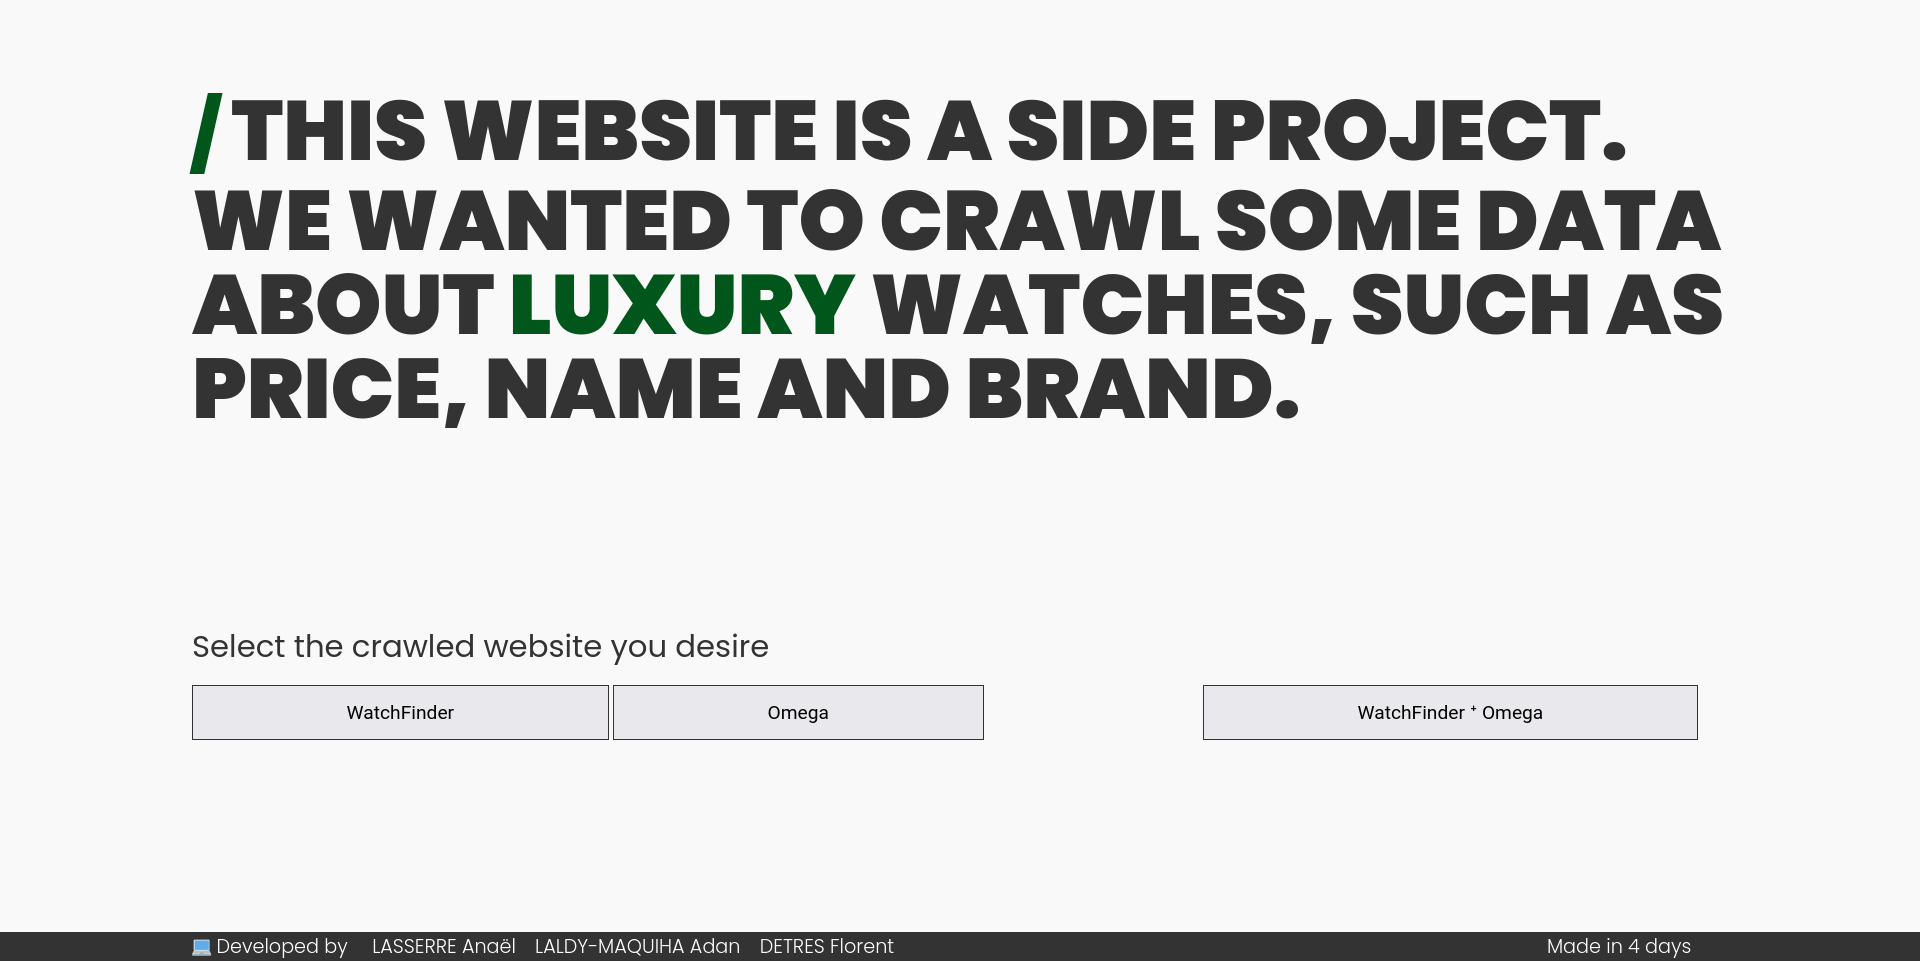 /THIS WEBSITE IS A SIDE PROJECT.
WE WANTED TO CRAWL SOME DATA
ABOUT LUXURY WATCHES, SUCH AS
PRICE, NAME AND BRAND.
Select the crawled website you desire
WatchFinder
Omega
WatchFinder + Omega
💻 Developed by LASSERRE Anaël LALDY-MAQUIHA Adan DETRES Florent
Made in 4 days